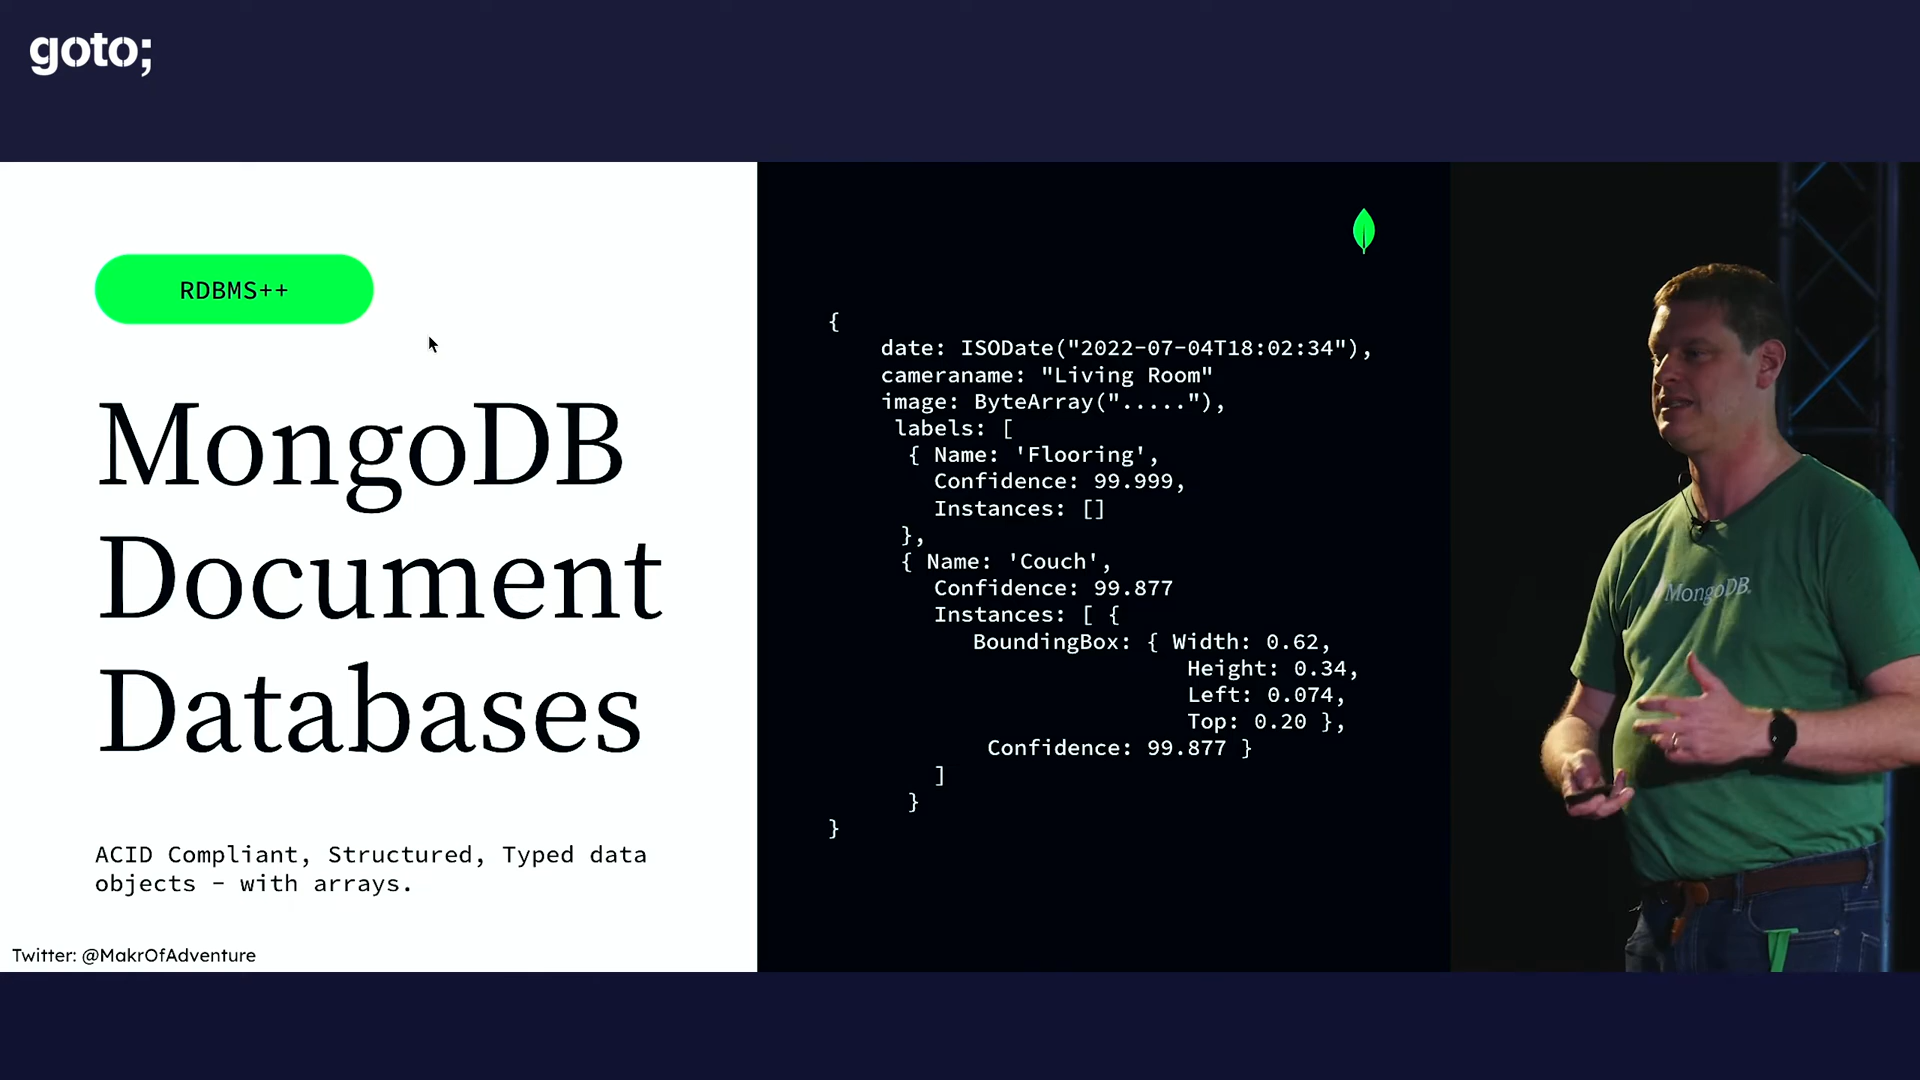 goto;
RDBMS++
MongoDB
Document
Databases
ACID Compliant, Structured, Typed data
objects - with arrays.
Twitter: @MakrOfAdventure
{
date: ISODate("2022-07-04T18:02:34"),
cameraname: "Living Room"
image: ByteArray("....."),
labels: [
{ Name: 'Flooring',
Confidence: 99.999,
Instances: []
},
{ Name: 'Couch',
Confidence: 99.877
Instances: [ {
BoundingBox: { Width: 0.62,
Height: 0.34,
Left: 0.074,
Top: 0.20 },
Confidence: 99.877 }
]
}
}
MongoDB.